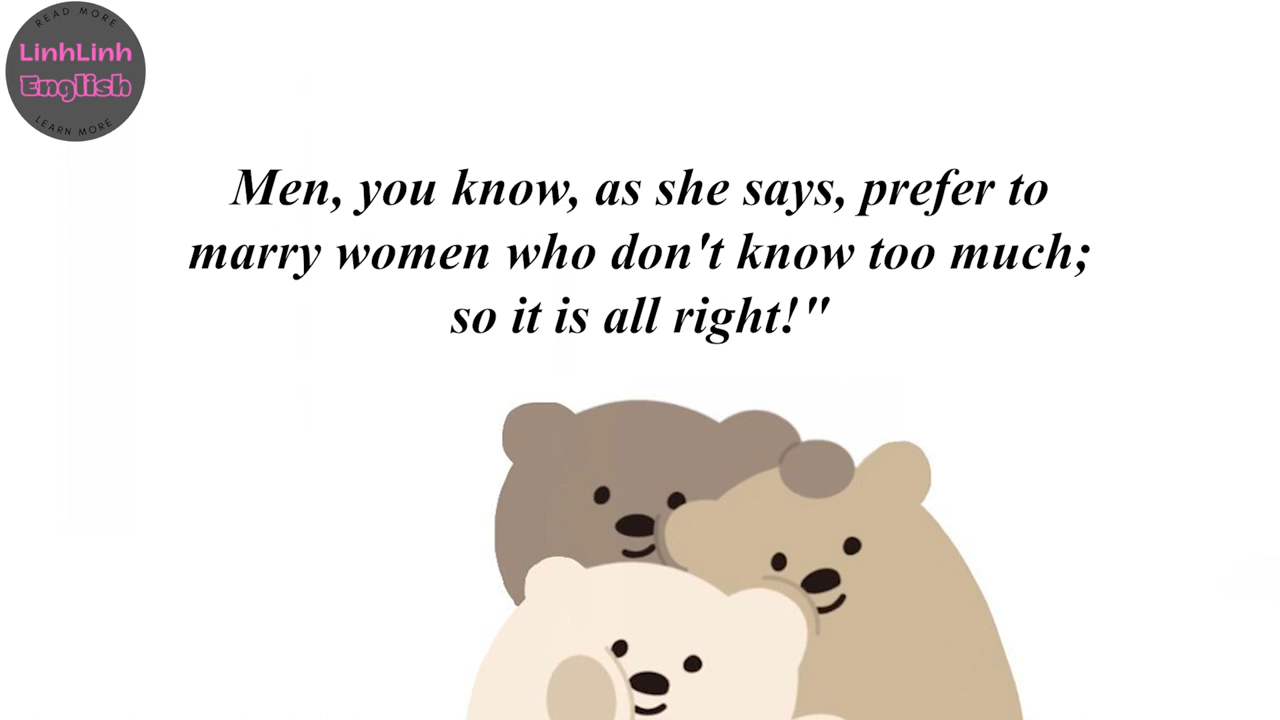 READ MORE
LinhLinh
English
LEARN MORE
Men, you know, as she says, prefer to
marry women who don't know too much;
so it is all right!"